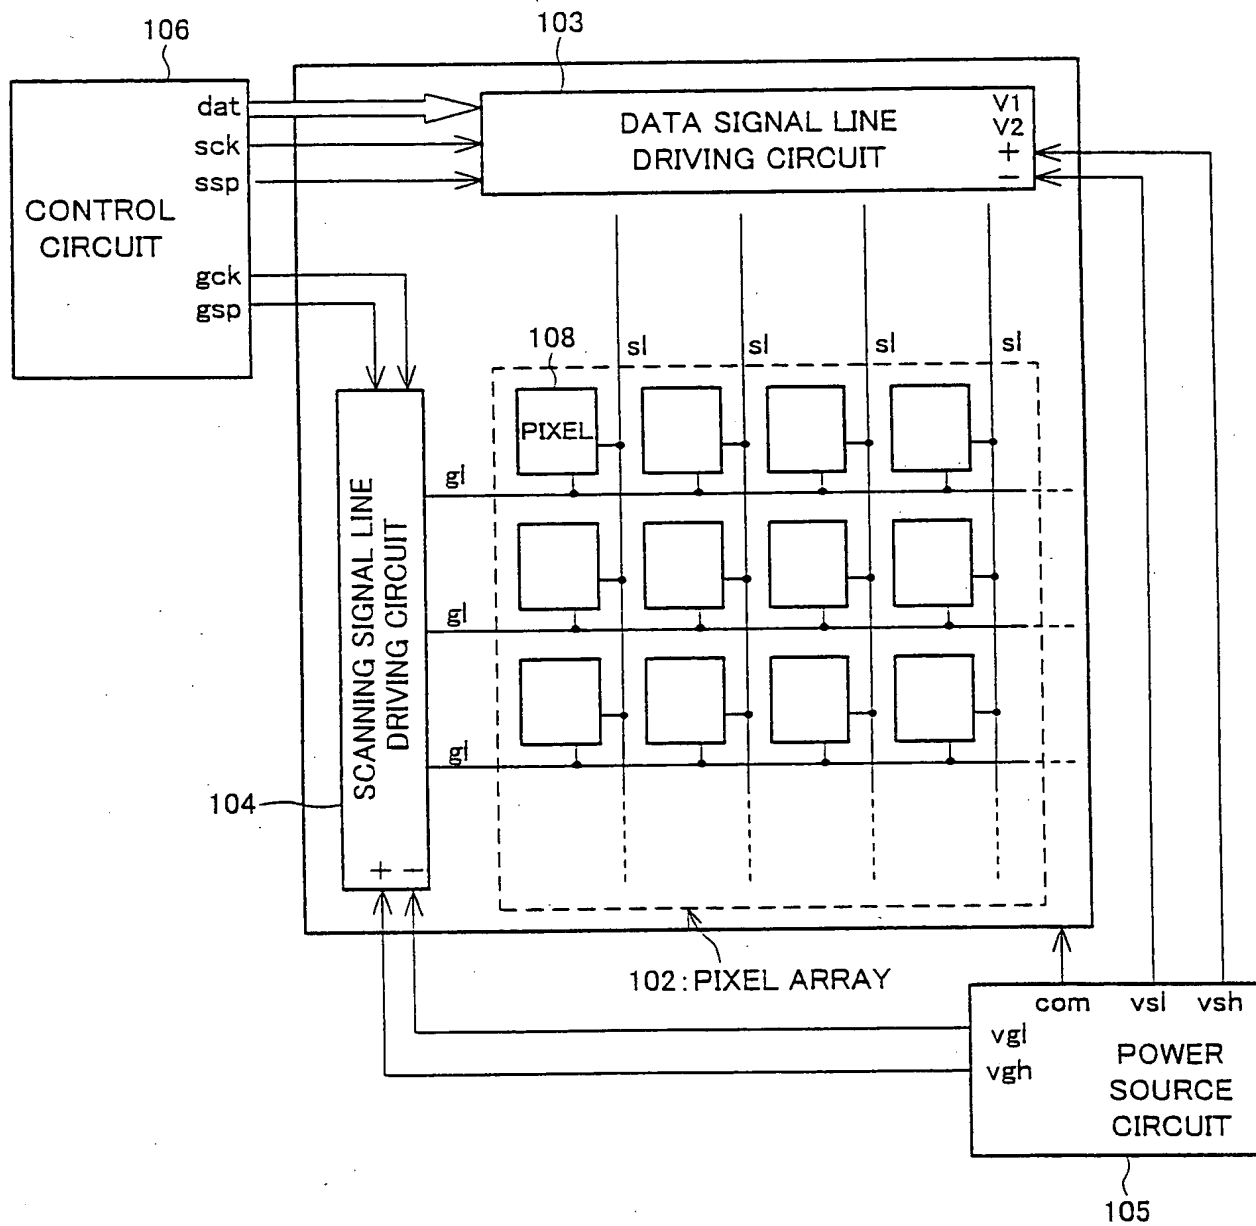 106
103
dat
sck
ssp
CONTROL
CIRCUIT
gck
gsp
DATA SIGNAL LINE
DRIVING CIRCUIT
V1
V2
+
−
108
sl
sl
sl
sl
PIXEL
gl
gl
gl
SCANNING SIGNAL LINE
DRIVING CIRCUIT
104
+ −
102:PIXEL ARRAY
com
vsl
vsh
vgl
vgh
POWER
SOURCE
CIRCUIT
105